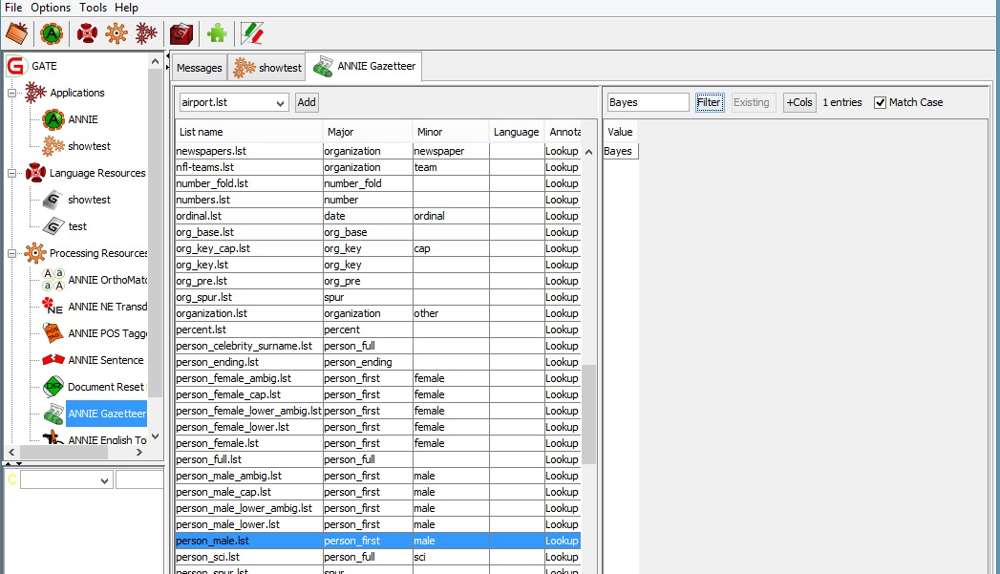 File Options Tools Help
GATE
Applications
ANNIE
showtest
Language Resources
showtest
test
Processing Resources
ANNIE OrthoMatc
ANNIE NE Transd
ANNIE POS Tagg
ANNIE Sentence
Document Reset
ANNIE Gazetteer
ANNIE English To
Messages showtest ANNIE Gazetteer
airport.lst Add
List name Major Minor Language Annota
newspapers.lst organization newspaper Lookup
nfl-teams.lst organization team Lookup
number_fold.lst number_fold Lookup
numbers.lst number Lookup
ordinal.lst date ordinal Lookup
org_base.lst org_base Lookup
org_key_cap.lst org_key cap Lookup
org_key.lst org_key Lookup
org_pre.lst org_pre Lookup
org_spur.lst spur Lookup
organization.lst organization other Lookup
percent.lst percent Lookup
person_celebrity_surname.lst person_full Lookup
person_ending.lst person_ending Lookup
person_female_ambig.lst person_first female Lookup
person_female_cap.lst person_first female Lookup
person_female_lower_ambig.lst person_first female Lookup
person_female_lower.lst person_first female Lookup
person_female.lst person_first female Lookup
person_full.lst person_full Lookup
person_male_ambig.lst person_first male Lookup
person_male_cap.lst person_first male Lookup
person_male_lower_ambig.lst person_first male Lookup
person_male_lower.lst person_first male Lookup
person_male.lst person_first male Lookup
person_sci.lst person_full sci Lookup
person_spur.lst spur Lookup
Bayes Filter Existing +Cols 1 entries Match Case
Value
Bayes